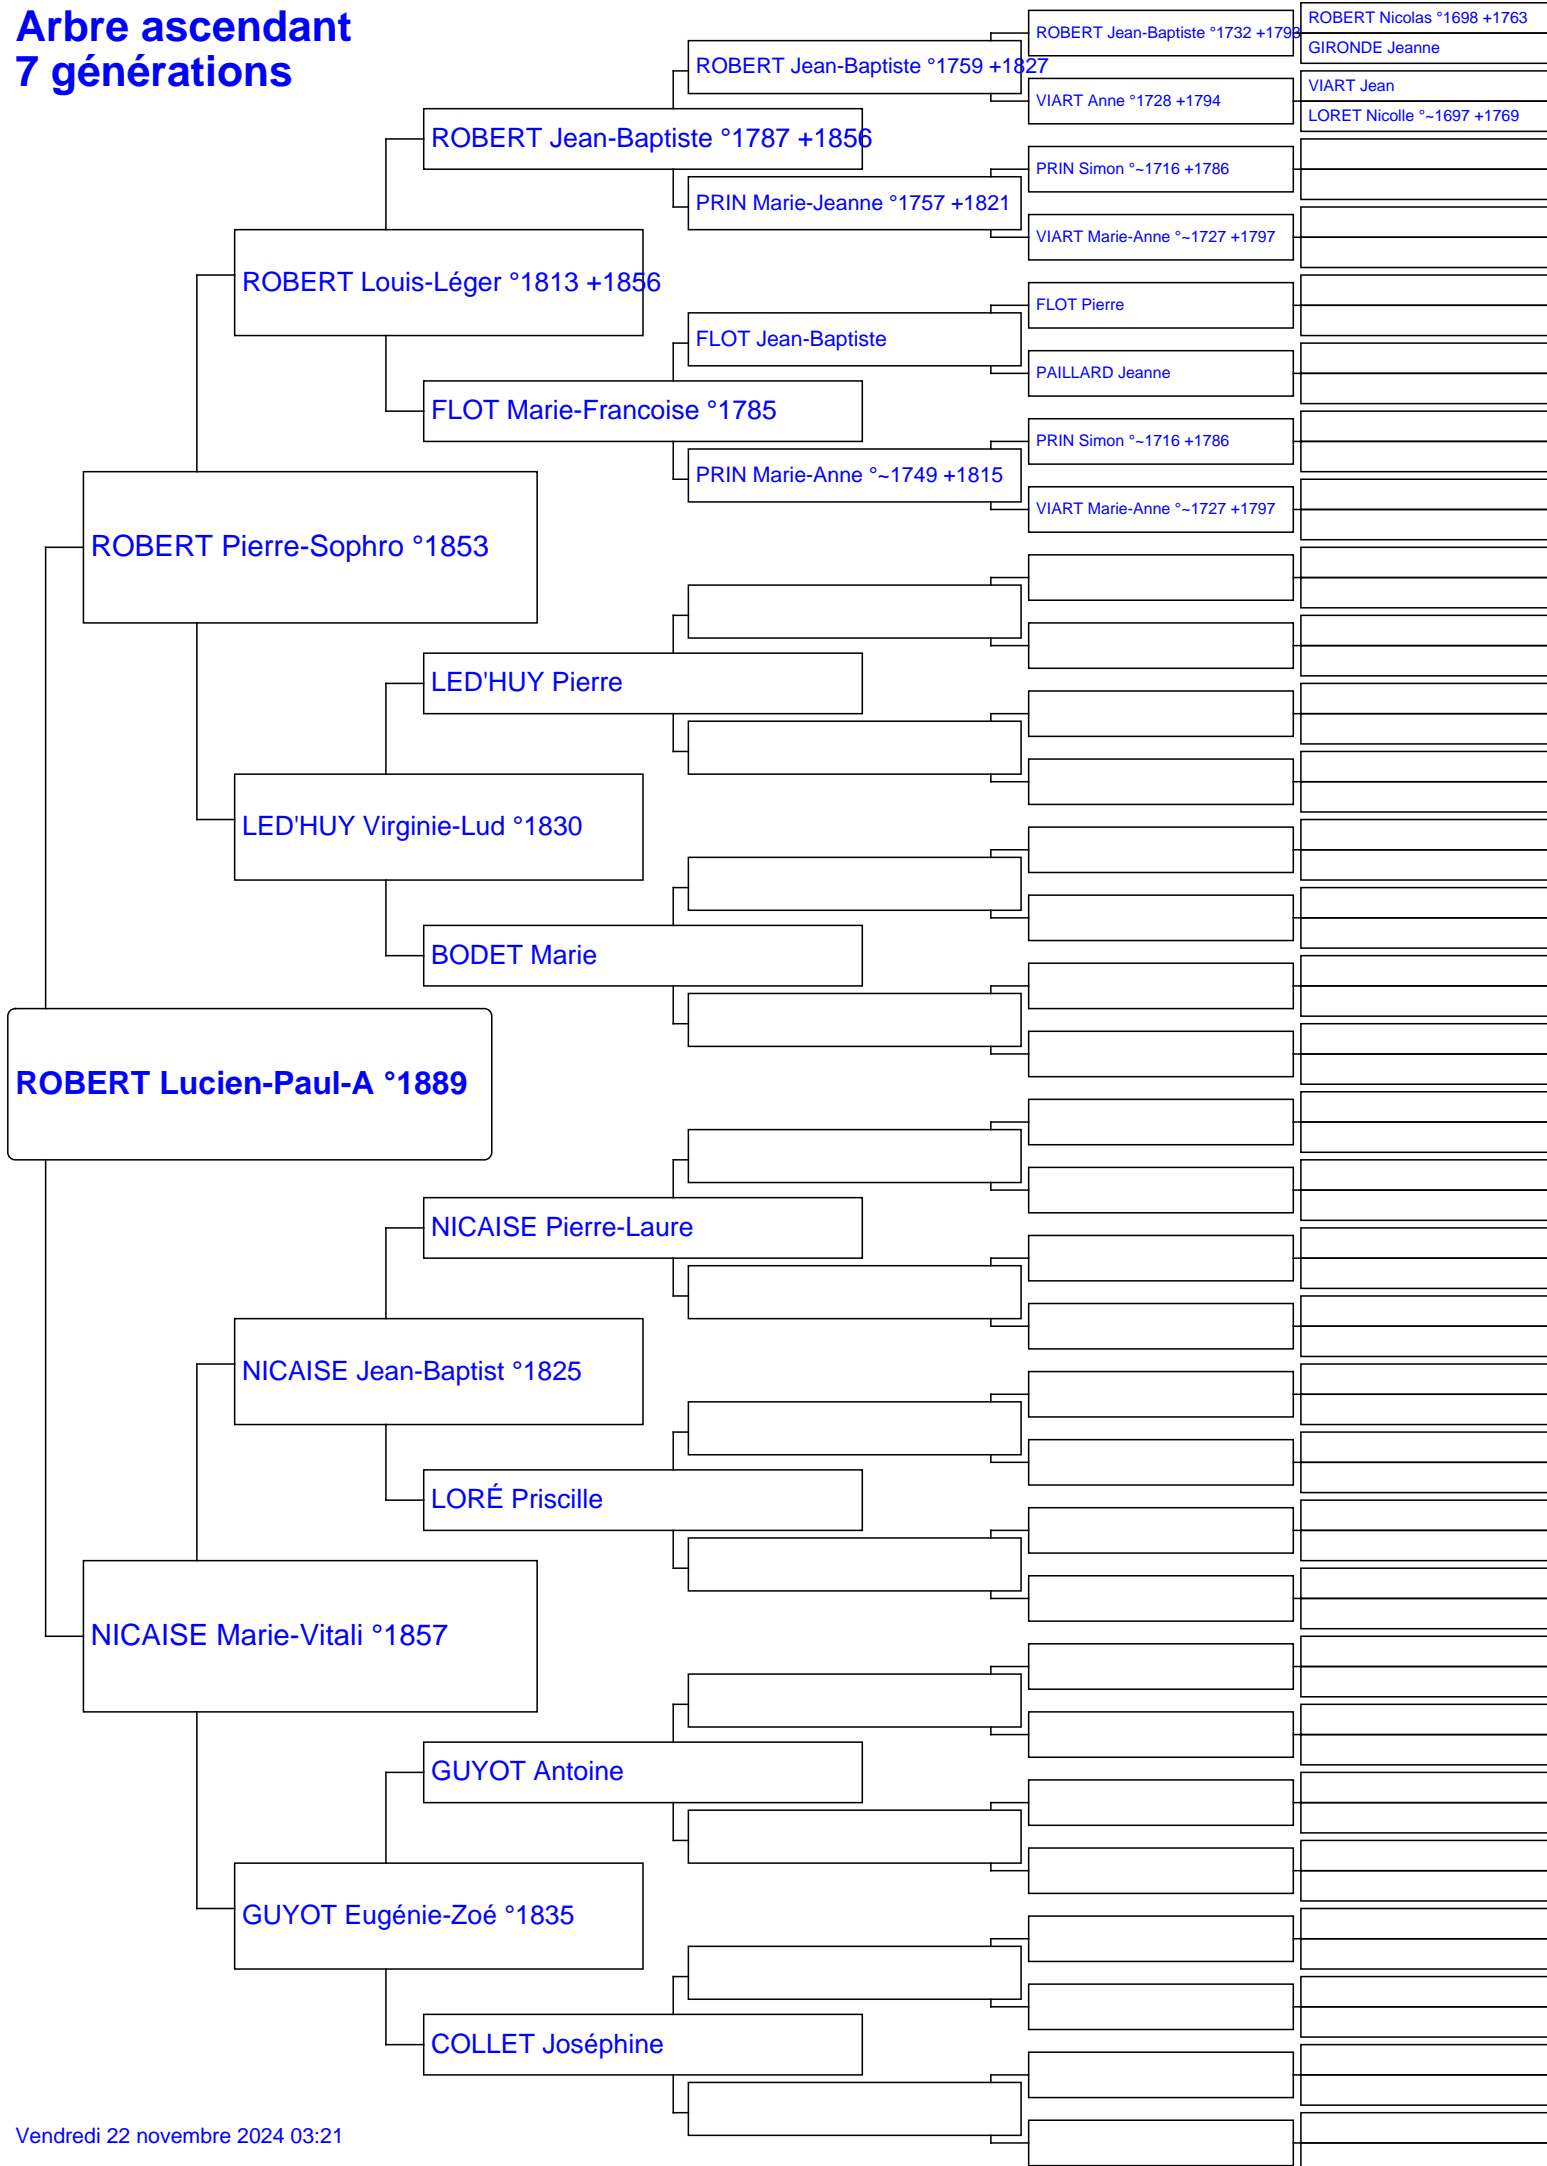 Arbre ascendant
7 générations
ROBERT Nicolas °1698 +1763
ROBERT Jean-Baptiste °1732 +1793
GIRONDE Jeanne
ROBERT Jean-Baptiste °1759 +1827
VIART Jean
VIART Anne °1728 +1794
LORET Nicolle °~1697 +1769
ROBERT Jean-Baptiste °1787 +1856
PRIN Simon °~1716 +1786
PRIN Marie-Jeanne °1757 +1821
VIART Marie-Anne °~1727 +1797
ROBERT Louis-Léger °1813 +1856
FLOT Pierre
FLOT Jean-Baptiste
PAILLARD Jeanne
FLOT Marie-Francoise °1785
PRIN Simon °~1716 +1786
PRIN Marie-Anne °~1749 +1815
VIART Marie-Anne °~1727 +1797
ROBERT Pierre-Sophro °1853
LED'HUY Pierre
LED'HUY Virginie-Lud °1830
BODET Marie
ROBERT Lucien-Paul-A °1889
NICAISE Pierre-Laure
NICAISE Jean-Baptist °1825
LORÉ Priscille
NICAISE Marie-Vitali °1857
GUYOT Antoine
GUYOT Eugénie-Zoé °1835
COLLET Joséphine
Vendredi 22 novembre 2024 03:21